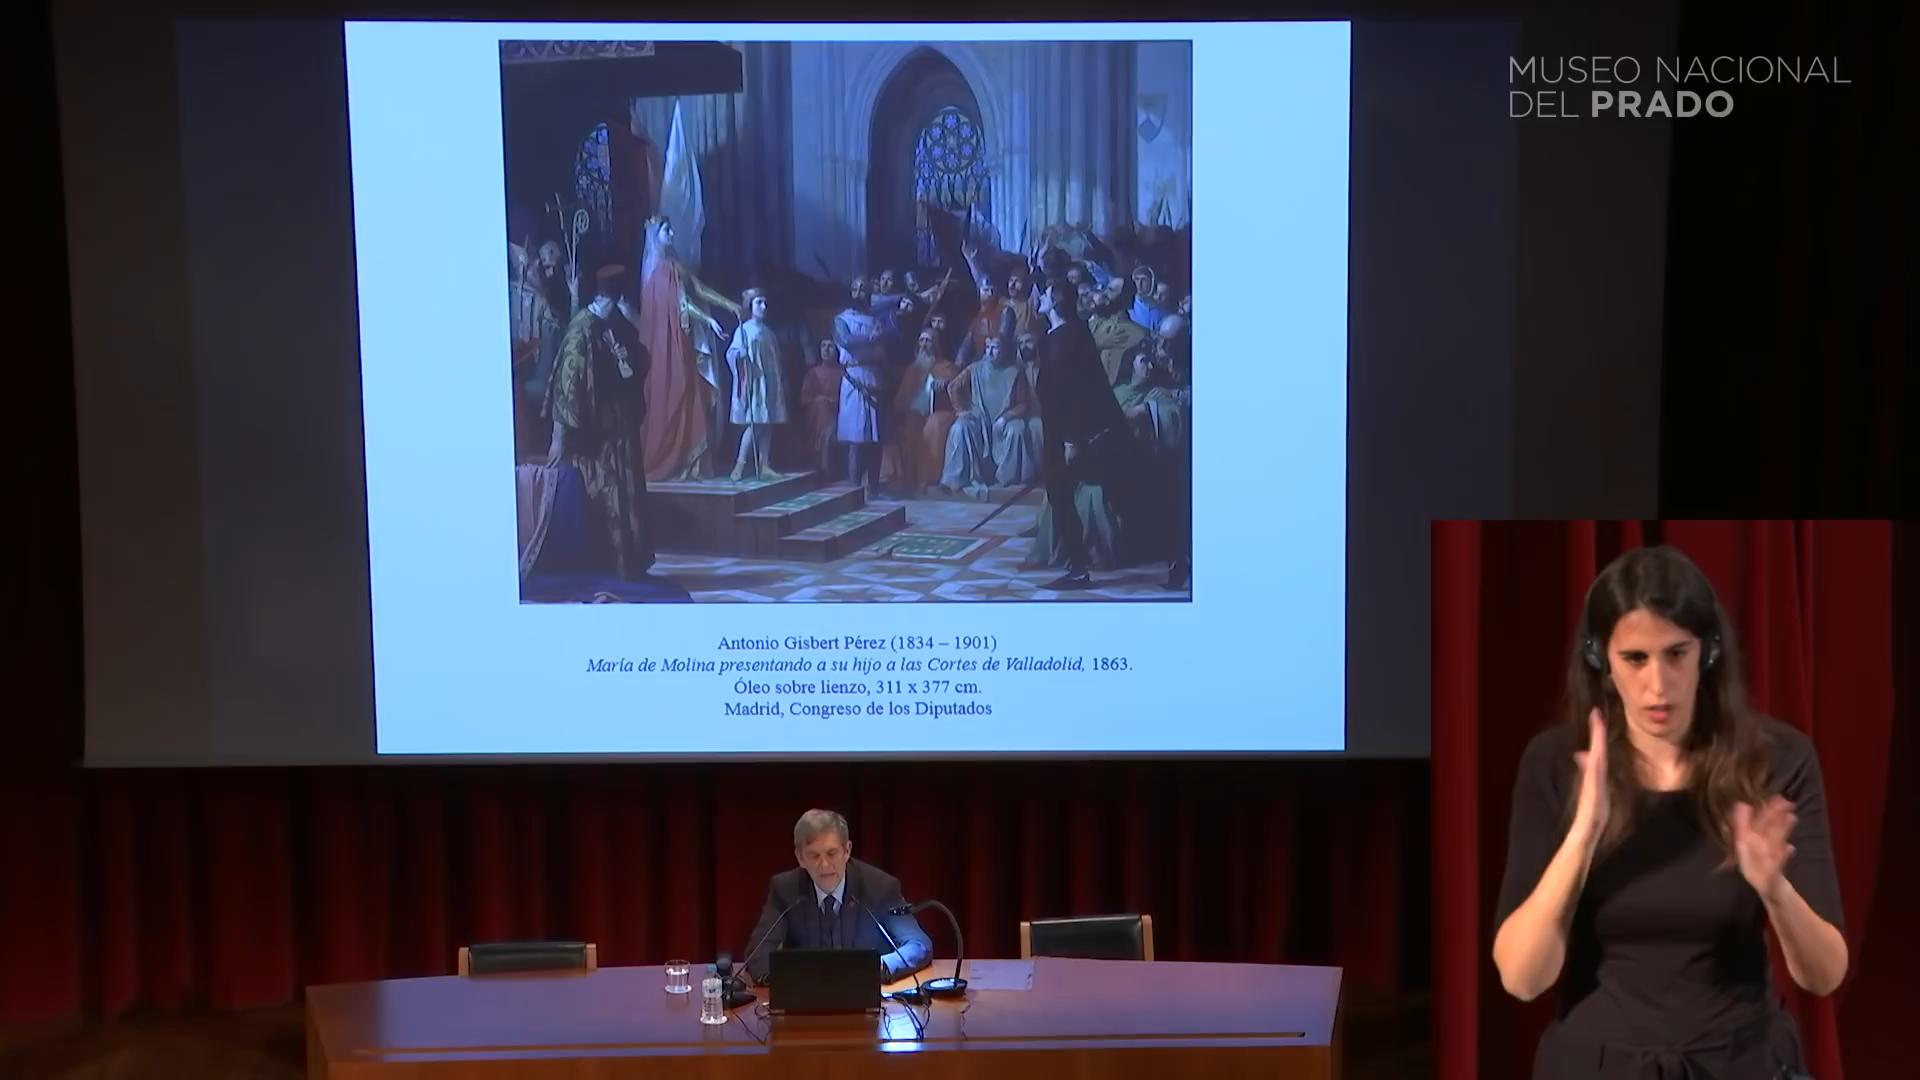 MUSEO NACIONAL
DEL PRADO
Antonio Gisbert Pérez (1834 – 1901)
María de Molina presentando a su hijo a las Cortes de Valladolid, 1863.
Óleo sobre lienzo, 311 x 377 cm.
Madrid, Congreso de los Diputados